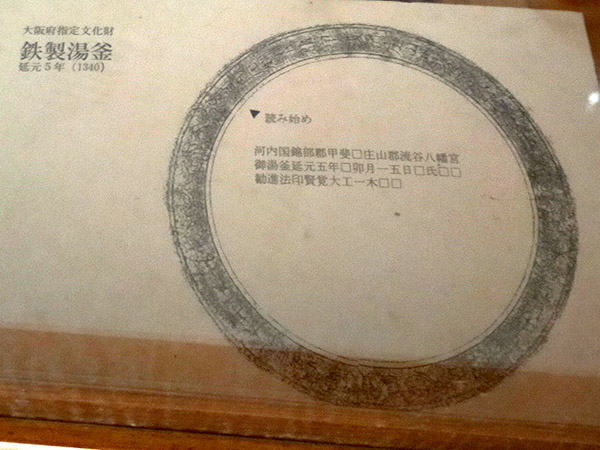 大阪府指定文化財
鉄製湯釜
延元5年（1340）
▼読み始め
河内国錦部郡甲斐□庄山郡流谷八幡宮
御湯釜延元五年□卯月一五日□氏□□
勧進法印賢覚大工一木□□